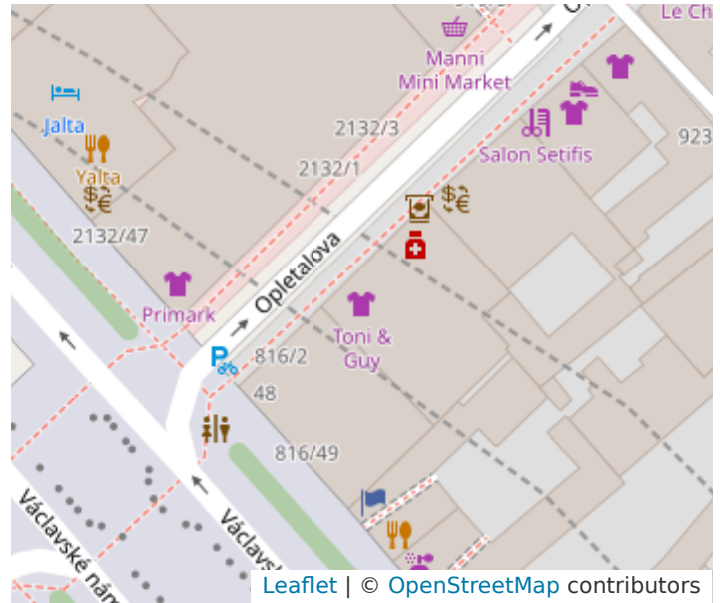 Le Ch
Manni
Mini Market
Jalta
2132/3
923
Salon Setifis
2132/1
Yalta
2132/47
Opletalova
Primark
Toni &
Guy
816/2
48
816/49
Václavské nám
Václavsk
Leaflet | © OpenStreetMap contributors